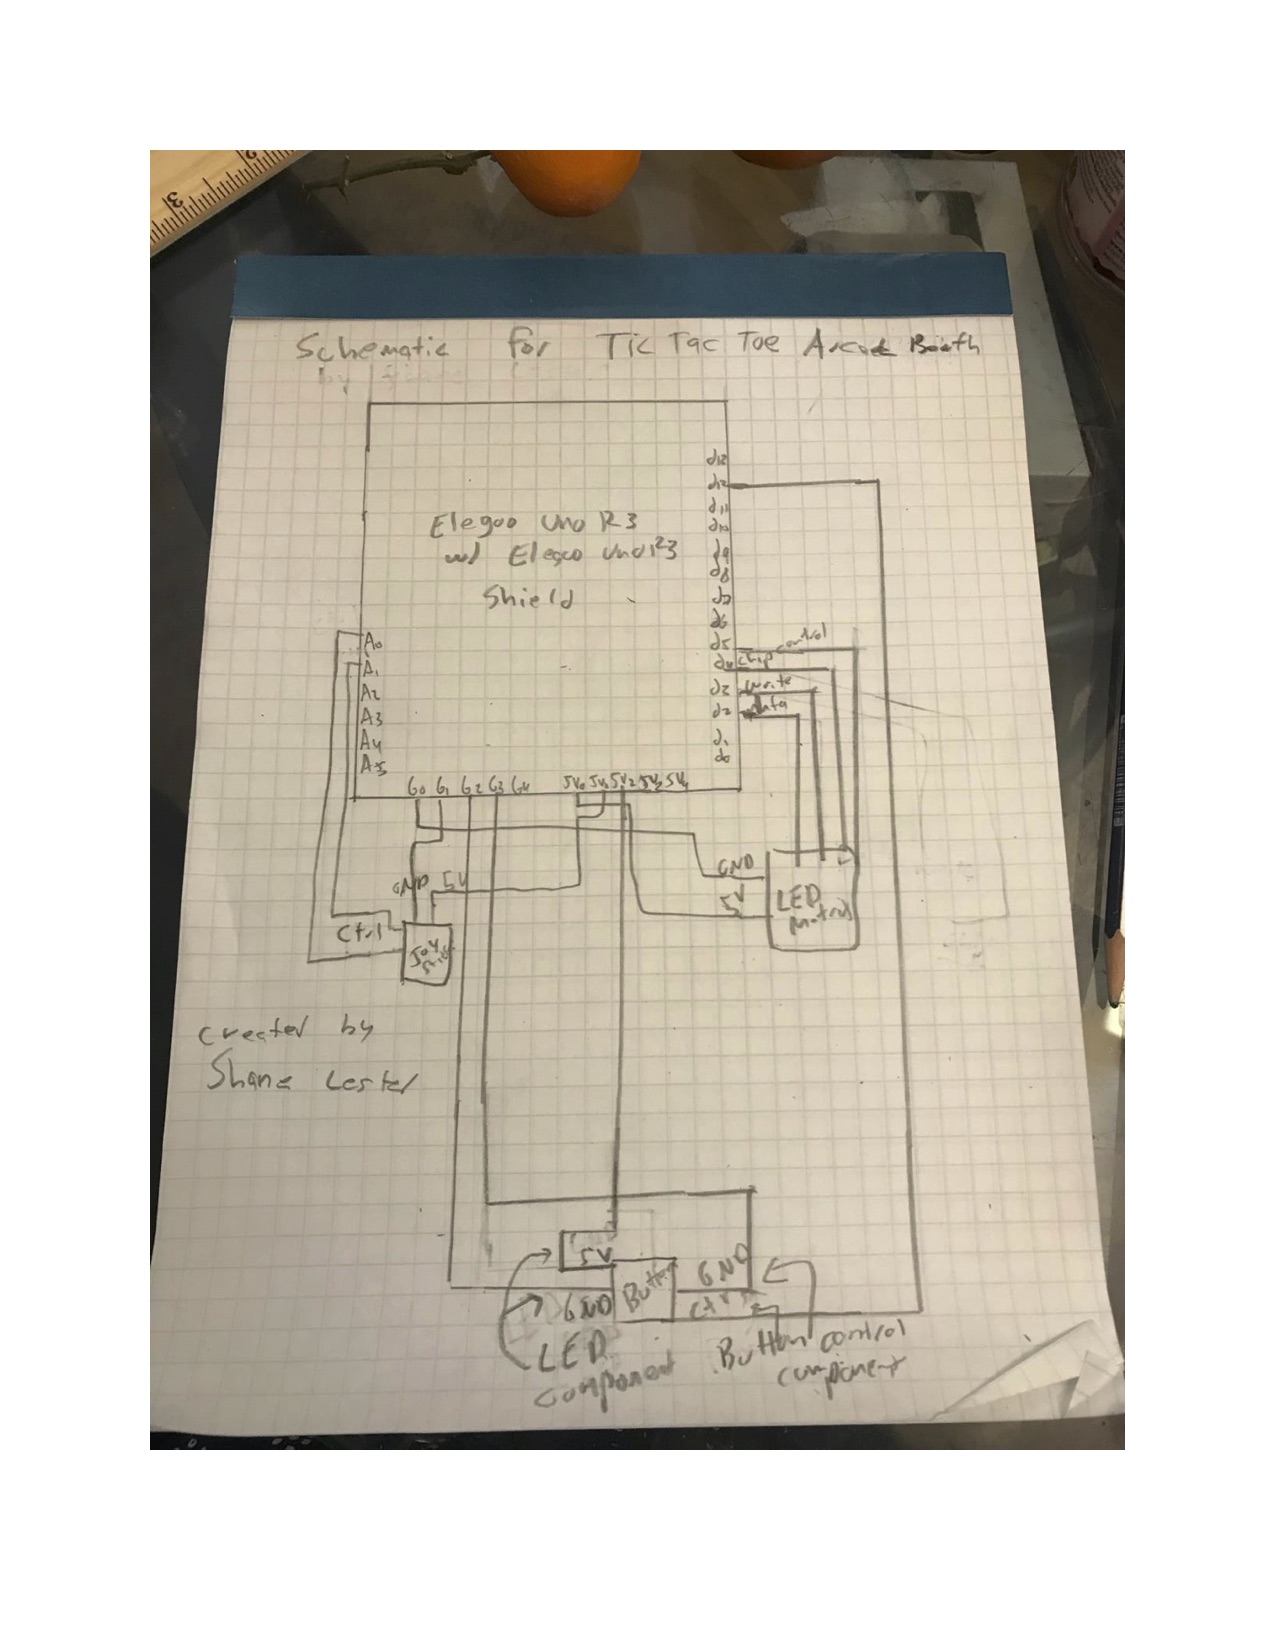 Schematic for Tic Tac Toe Arcade Booth
by
d12
d11
d10
Elegoo Uno R3
w/ Elegoo Uno R3
d9
d8
Shield
d7
d6
A0
d5
control
A1
d4
chip
A2
d3
write
A3
d2
data
A4
d1
A5
d0
G0 G1 G2 G3 G4 5V0 5V1 5V2 5V3 5V4
GND 5V
GND
5V
LED
Matrix
Ctrl
Joy
Stick
created by
Shane Lester
5V
GND
Button
GND
Ctrl
LED
component
Button control
component
3
2